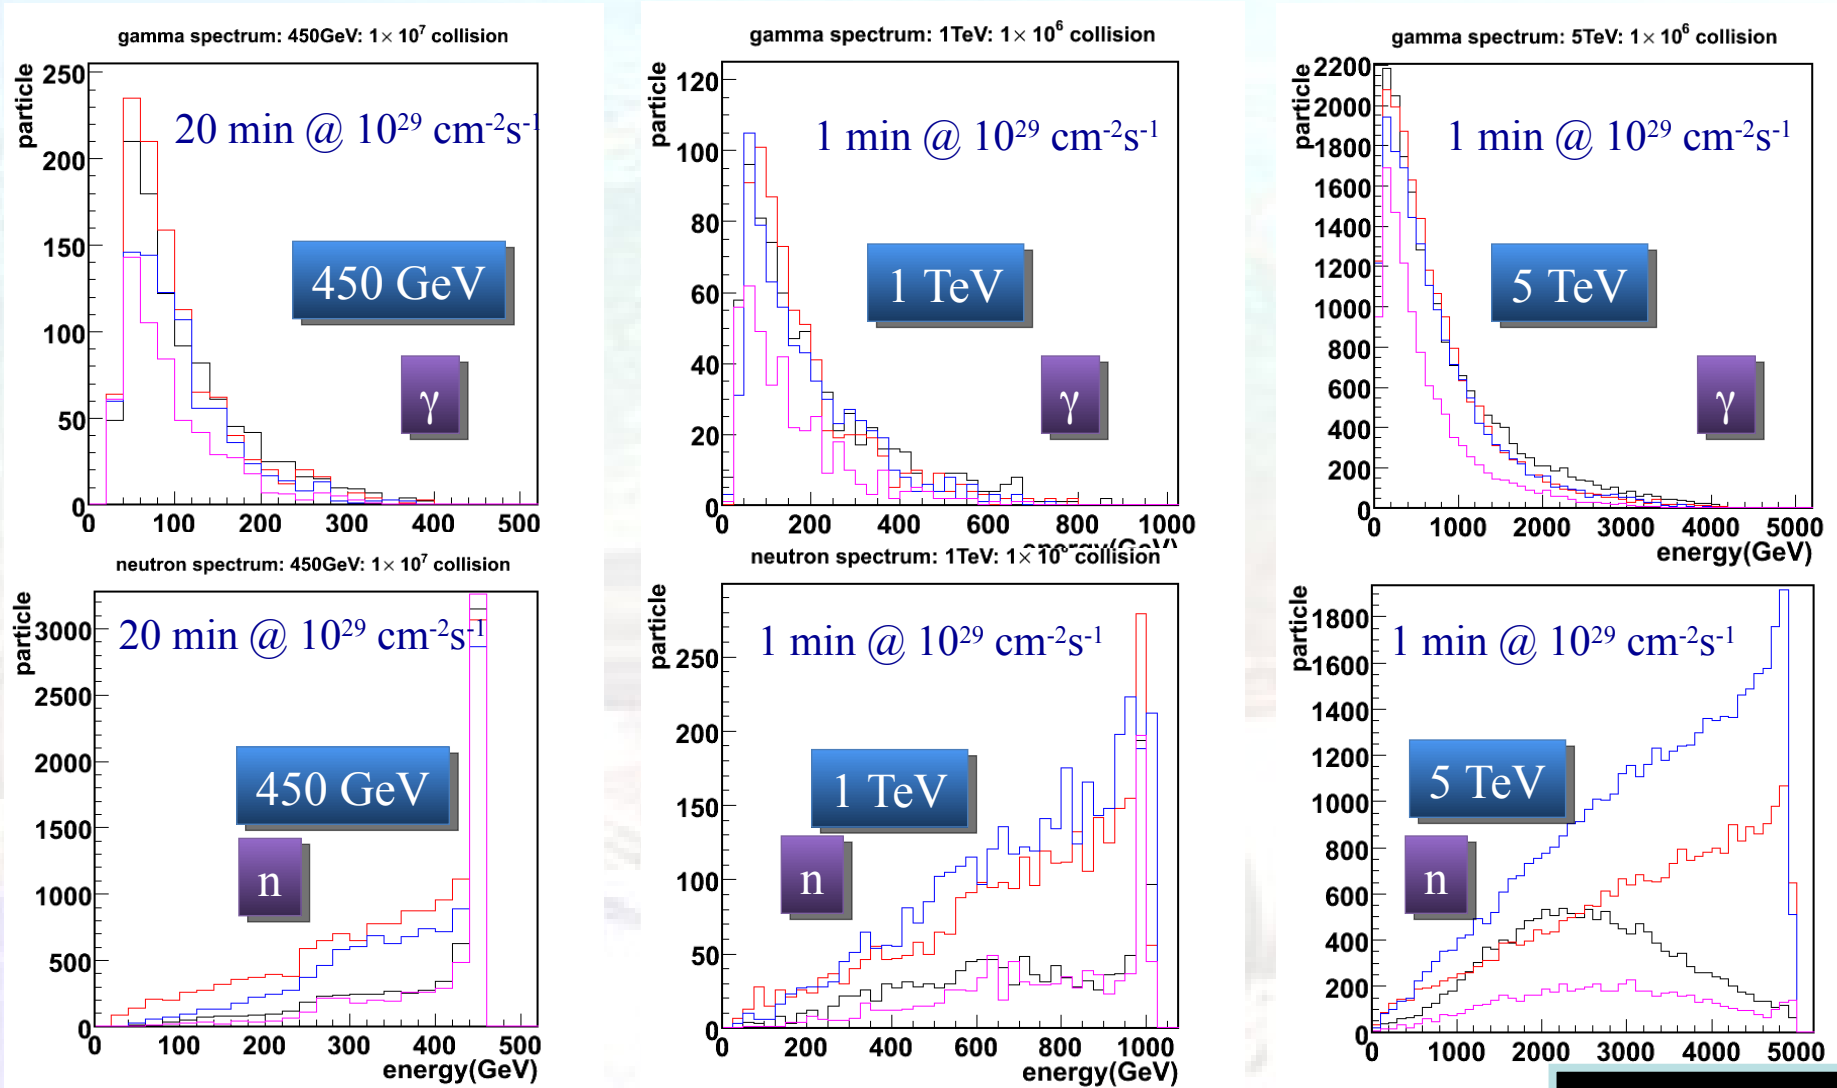 gamma spectrum: 450GeV: 1× 10⁷ collision
particle
250
200
150
100
50
0
0 100 200 300 400 500
20 min @ 10²⁹ cm⁻²s⁻¹
450 GeV
γ
gamma spectrum: 1TeV: 1× 10⁶ collision
particle
120
100
80
60
40
20
0
0 200 400 600 800 1000
energy(GeV)
1 min @ 10²⁹ cm⁻²s⁻¹
1 TeV
γ
gamma spectrum: 5TeV: 1× 10⁶ collision
particle
2200
2000
1800
1600
1400
1200
1000
800
600
400
200
0
0 1000 2000 3000 4000 5000
energy(GeV)
1 min @ 10²⁹ cm⁻²s⁻¹
5 TeV
γ
neutron spectrum: 450GeV: 1× 10⁷ collision
particle
3000
2500
2000
1500
1000
500
0
0 100 200 300 400 500
energy(GeV)
20 min @ 10²⁹ cm⁻²s⁻¹
450 GeV
n
neutron spectrum: 1TeV: 1× 10⁶ collision
particle
250
200
150
100
50
0
0 200 400 600 800 1000
energy(GeV)
1 min @ 10²⁹ cm⁻²s⁻¹
1 TeV
n
particle
1800
1600
1400
1200
1000
800
600
400
200
0
0 1000 2000 3000 4000 5000
energy(GeV)
1 min @ 10²⁹ cm⁻²s⁻¹
5 TeV
n